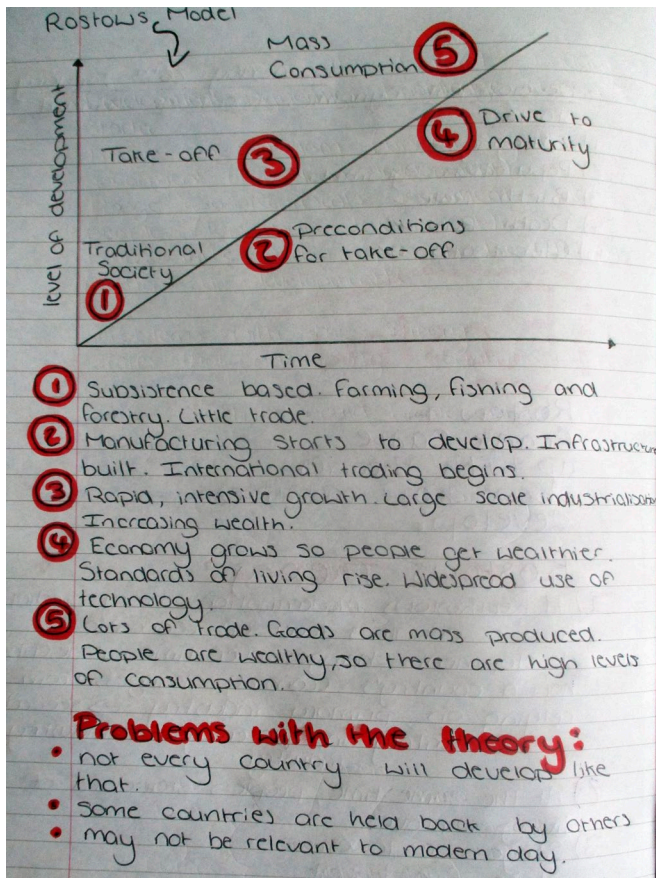 Rostows Model
Mass
Consumption
5
4
Drive to
maturity
Take-off
3
2
Preconditions
for take-off
Traditional
Society
1
level of development
Time
1 Subsistence based. Farming, fishing and
forestry. Little trade.
2 Manufacturing starts to develop. Infrastructure
built. International trading begins.
3 Rapid, intensive growth. Large scale industrialisation
Increasing wealth.
4 Economy grows so people get wealthier.
Standards of living rise. Widespread use of
technology.
5 Lots of trade. Goods are mass produced.
People are wealthy, so there are high levels
of consumption.
Problems with the theory:
• not every country will develop like
that.
• some countries are held back by others
• may not be relevant to modern day.